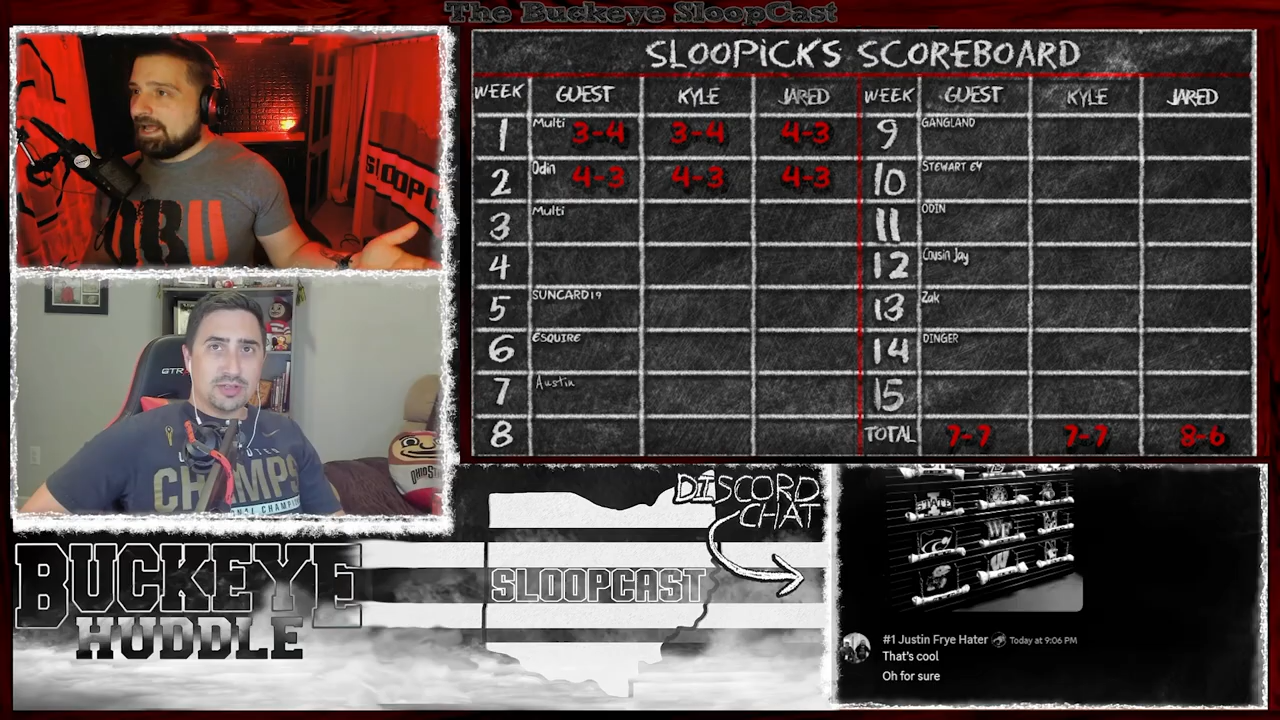 The Buckeye SloopCast
SLOOPiCKS SCOREBOARD
WEEK GUEST KYLE JARED WEEK GUEST KYLE JARED
1 Multi 3-4 3-4 4-3 9 GANGLAND
2 Odin 4-3 4-3 4-3 10 STEWART EY
3 Multi 11 ODIN
4 12 Cousin Jay
5 SUNCARD19 13 Zak
6 ESQUIRE 14 DINGER
7 Austin 15
8 TOTAL 7-7 7-7 8-6
SLOOPC
GTR
CHAMPS
OHIO STATE
DISCORD
CHAT
BUCKEYE
HUDDLE
SLOOPCAST
STATE
#1 Justin Frye Hater Today at 9:06 PM
That's cool
Oh for sure